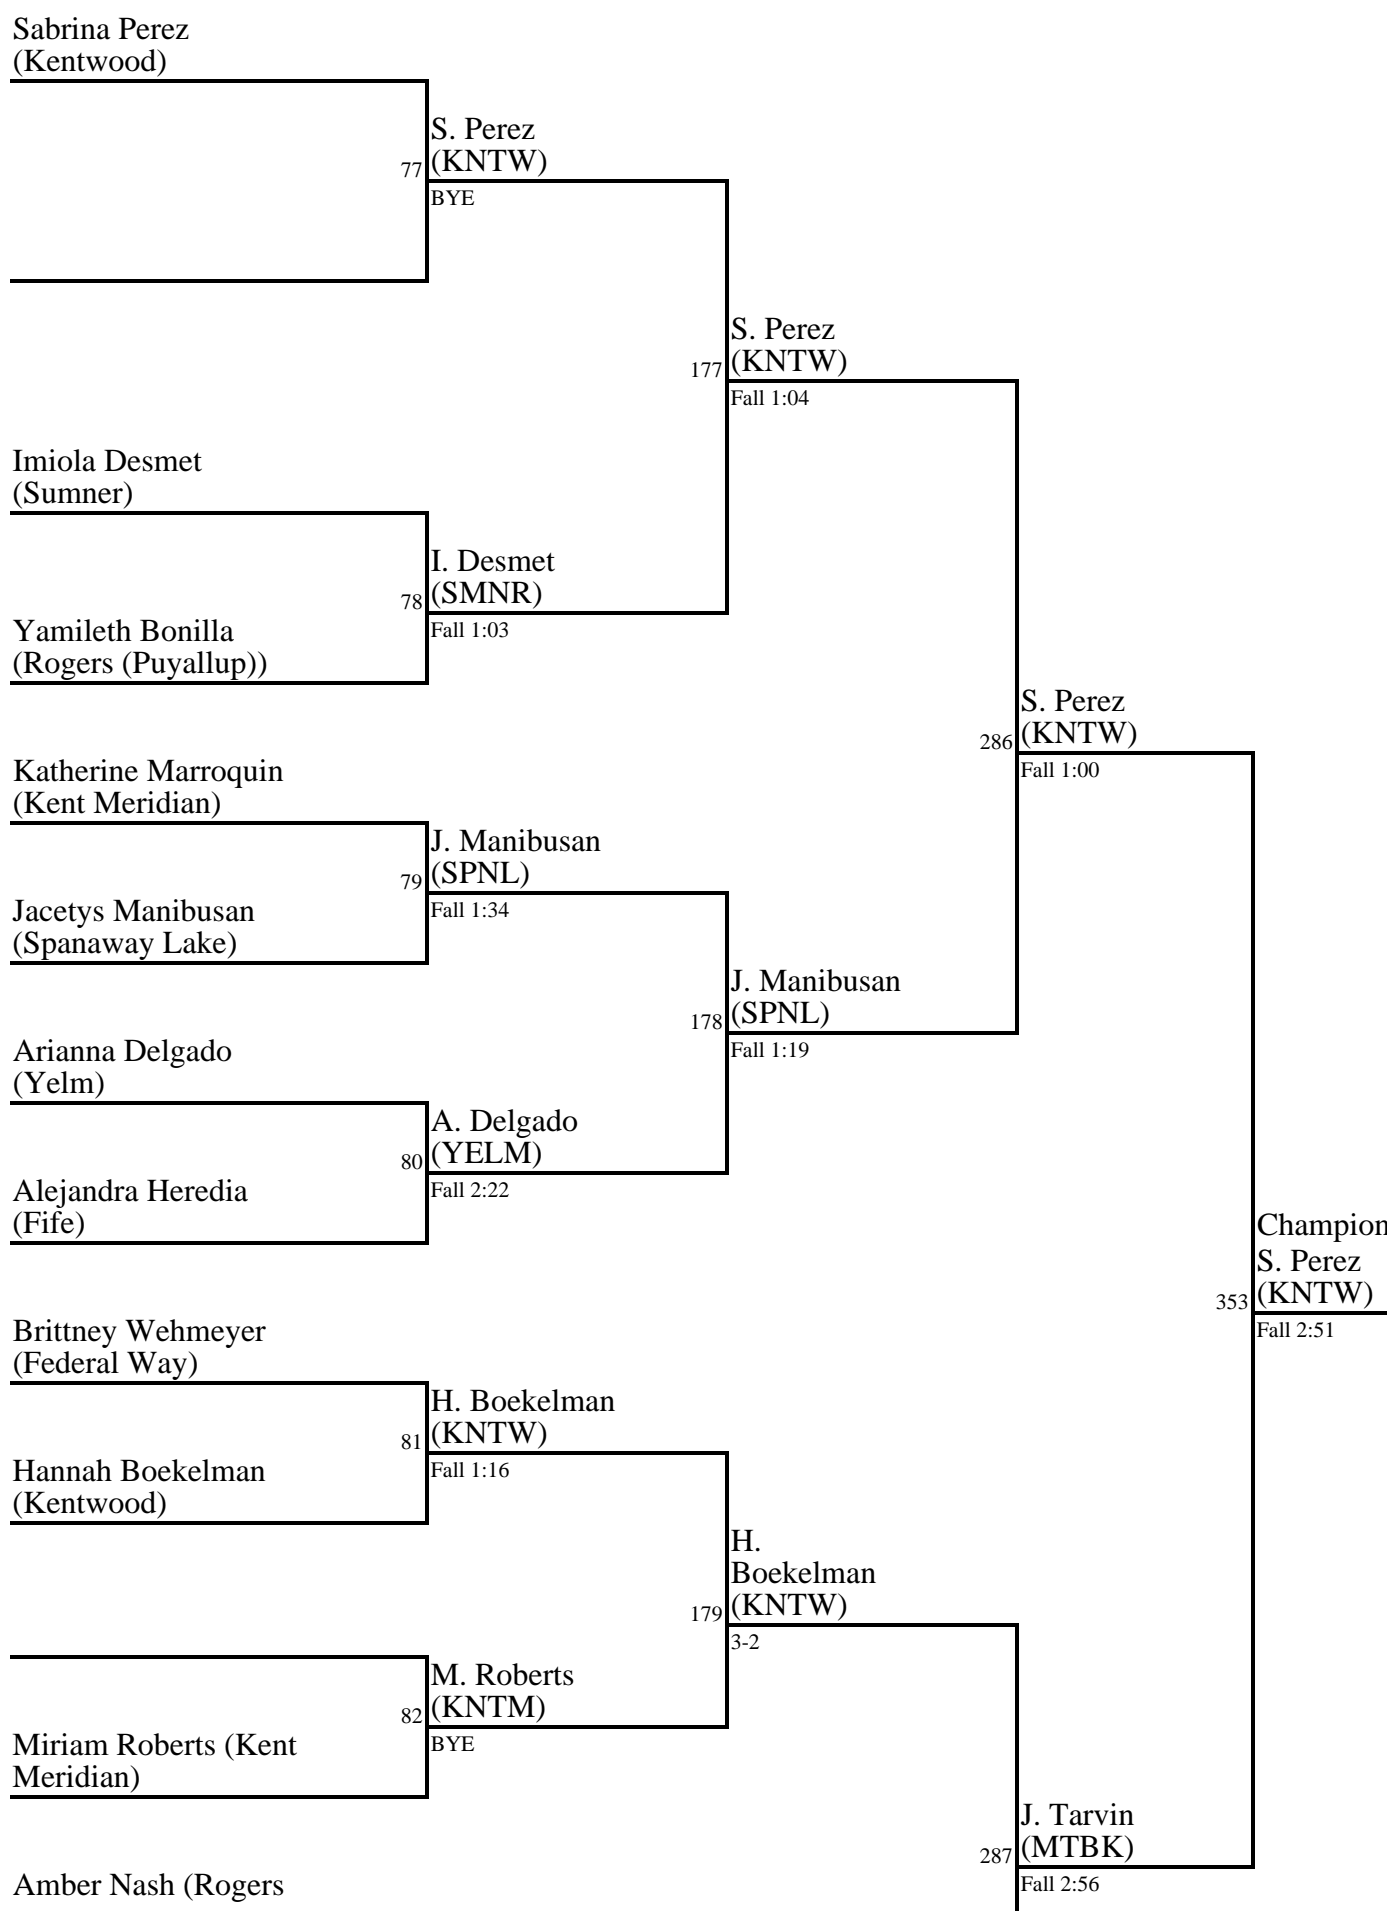 Sabrina Perez
(Kentwood)
S. Perez
77 (KNTW)
BYE
S. Perez
177 (KNTW)
Fall 1:04
Imiola Desmet
(Sumner)
I. Desmet
78 (SMNR)
Fall 1:03
Yamileth Bonilla
(Rogers (Puyallup))
S. Perez
286 (KNTW)
Fall 1:00
Katherine Marroquin
(Kent Meridian)
J. Manibusan
79 (SPNL)
Fall 1:34
Jacetys Manibusan
(Spanaway Lake)
J. Manibusan
178 (SPNL)
Fall 1:19
Arianna Delgado
(Yelm)
A. Delgado
80 (YELM)
Fall 2:22
Alejandra Heredia
(Fife)
Champion
S. Perez
353 (KNTW)
Fall 2:51
Brittney Wehmeyer
(Federal Way)
H. Boekelman
81 (KNTW)
Fall 1:16
Hannah Boekelman
(Kentwood)
H.
Boekelman
179 (KNTW)
3-2
M. Roberts
82 (KNTM)
BYE
Miriam Roberts (Kent
Meridian)
J. Tarvin
287 (MTBK)
Fall 2:56
Amber Nash (Rogers